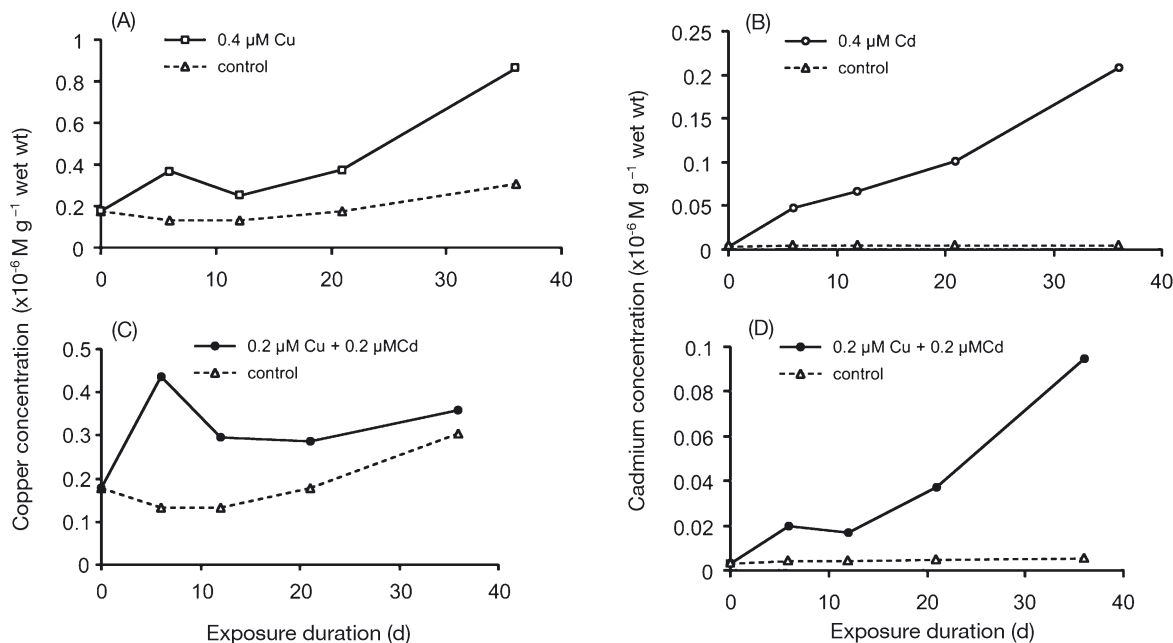 (A)
0.4 µM Cu
control
1
0.8
0.6
0.4
0.2
0
0 10 20 30 40
(B)
0.4 µM Cd
control
0.25
0.2
0.15
0.1
0.05
0
0 10 20 30 40
(C)
0.2 µM Cu + 0.2 µMCd
control
0.5
0.4
0.3
0.2
0.1
0
0 10 20 30 40
(D)
0.2 µM Cu + 0.2 µMCd
control
0.1
0.08
0.06
0.04
0.02
0
0 10 20 30 40
Copper concentration (x10⁻⁶ M g⁻¹ wet wt)
Cadmium concentration (x10⁻⁶ M g⁻¹ wet wt)
Exposure duration (d)
Exposure duration (d)